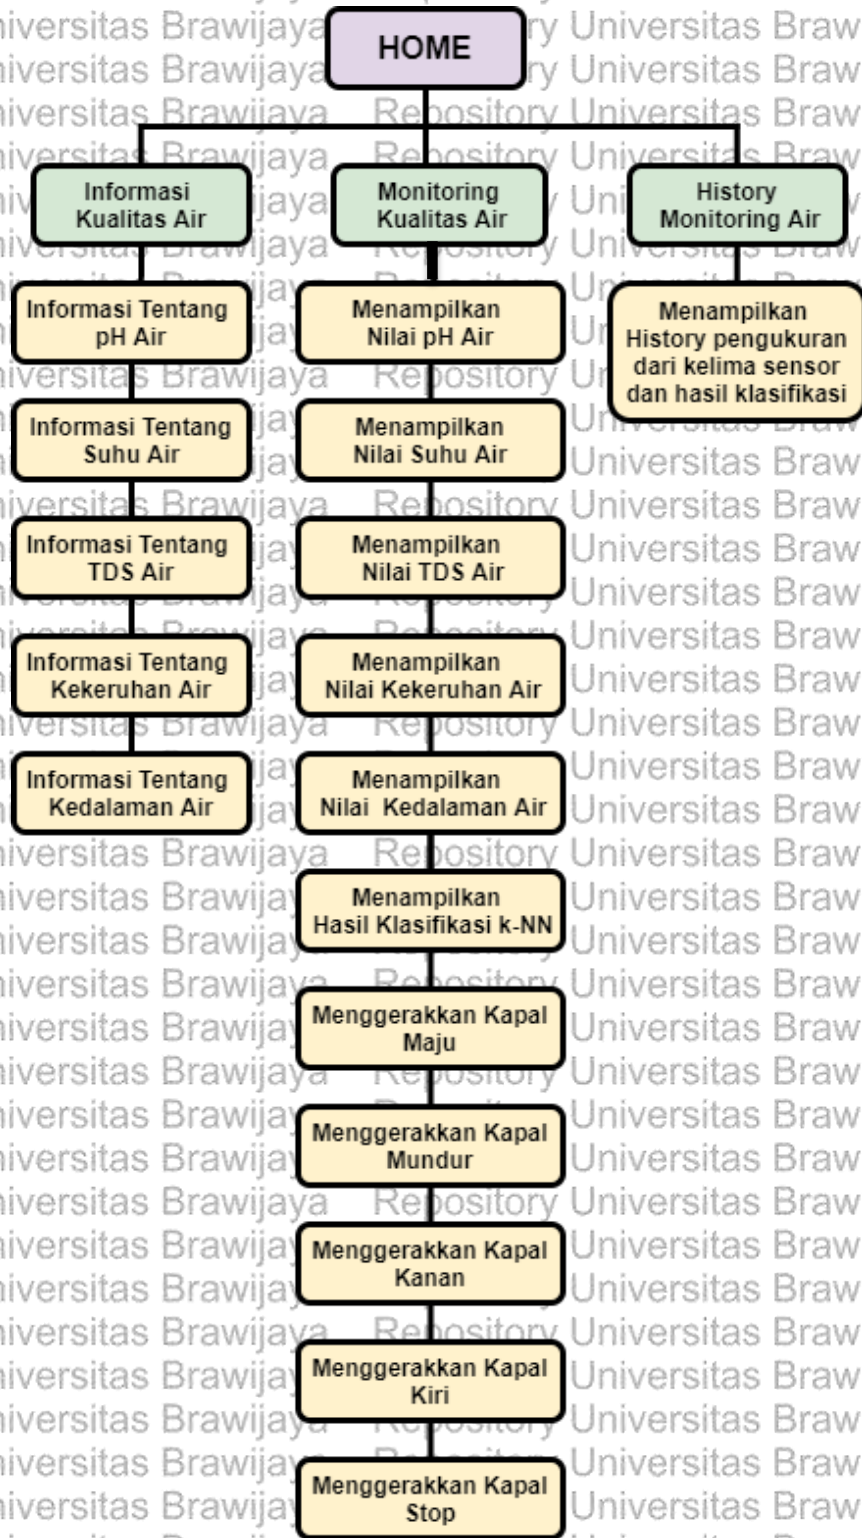 HOME
Informasi
Kualitas Air
Informasi Tentang
pH Air
Informasi Tentang
Suhu Air
Informasi Tentang
TDS Air
Informasi Tentang
Kekeruhan Air
Informasi Tentang
Kedalaman Air
Monitoring
Kualitas Air
Menampilkan
Nilai pH Air
Menampilkan
Nilai Suhu Air
Menampilkan
Nilai TDS Air
Menampilkan
Nilai Kekeruhan Air
Menampilkan
Nilai Kedalaman Air
Menampilkan
Hasil Klasifikasi k-NN
Menggerakkan Kapal
Maju
Menggerakkan Kapal
Mundur
Menggerakkan Kapal
Kanan
Menggerakkan Kapal
Kiri
Menggerakkan Kapal
Stop
History
Monitoring Air
Menampilkan
History pengukuran
dari kelima sensor
dan hasil klasifikasi
Repository Universitas Brawijaya